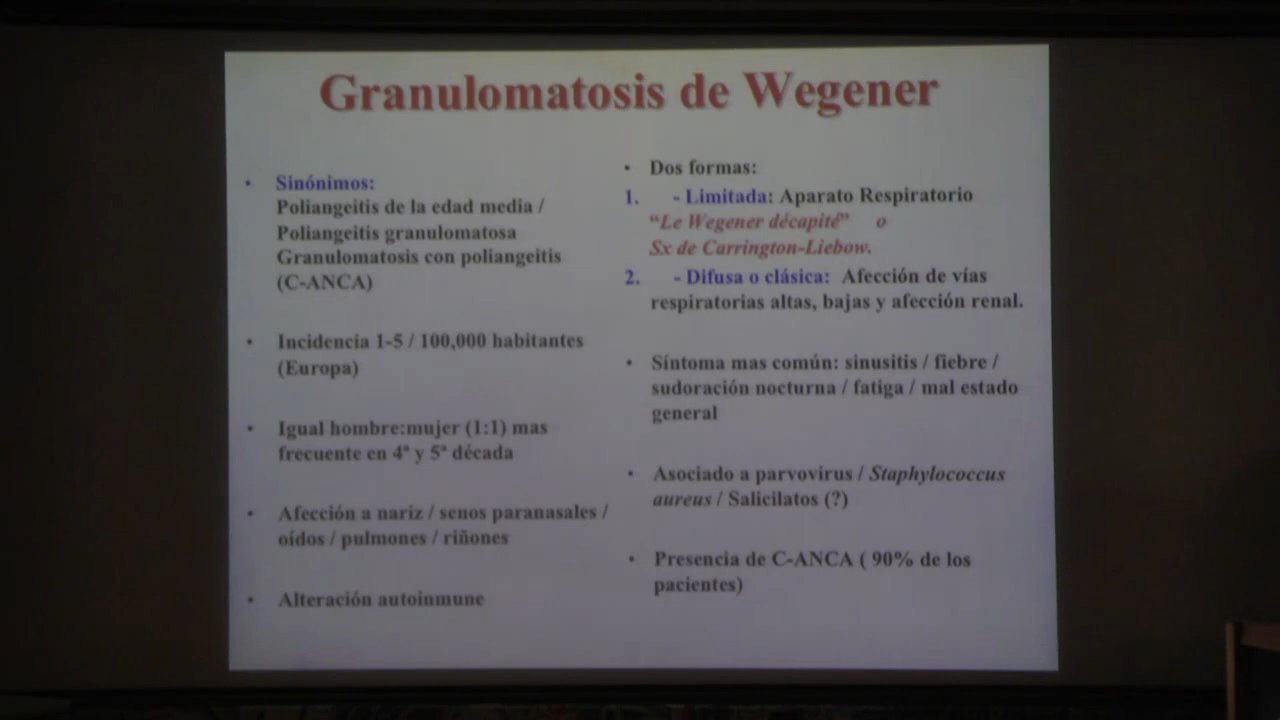 Granulomatosis de Wegener
• Sinónimos:
Poliangeitis de la edad media /
Poliangeitis granulomatosa
Granulomatosis con poliangeitis
(C-ANCA)
• Incidencia 1-5 / 100,000 habitantes
(Europa)
• Igual hombre:mujer (1:1) mas
frecuente en 4ª y 5ª década
• Afección a nariz / senos paranasales /
oídos / pulmones / riñones
• Alteración autoinmune
• Dos formas:
1. - Limitada: Aparato Respiratorio
“Le Wegener décapité” o
Sx de Carrington-Liebow.
2. - Difusa o clásica: Afección de vías
respiratorias altas, bajas y afección renal.
• Síntoma mas común: sinusitis / fiebre /
sudoración nocturna / fatiga / mal estado
general
• Asociado a parvovirus / Staphylococcus
aureus / Salicilatos (?)
• Presencia de C-ANCA ( 90% de los
pacientes)